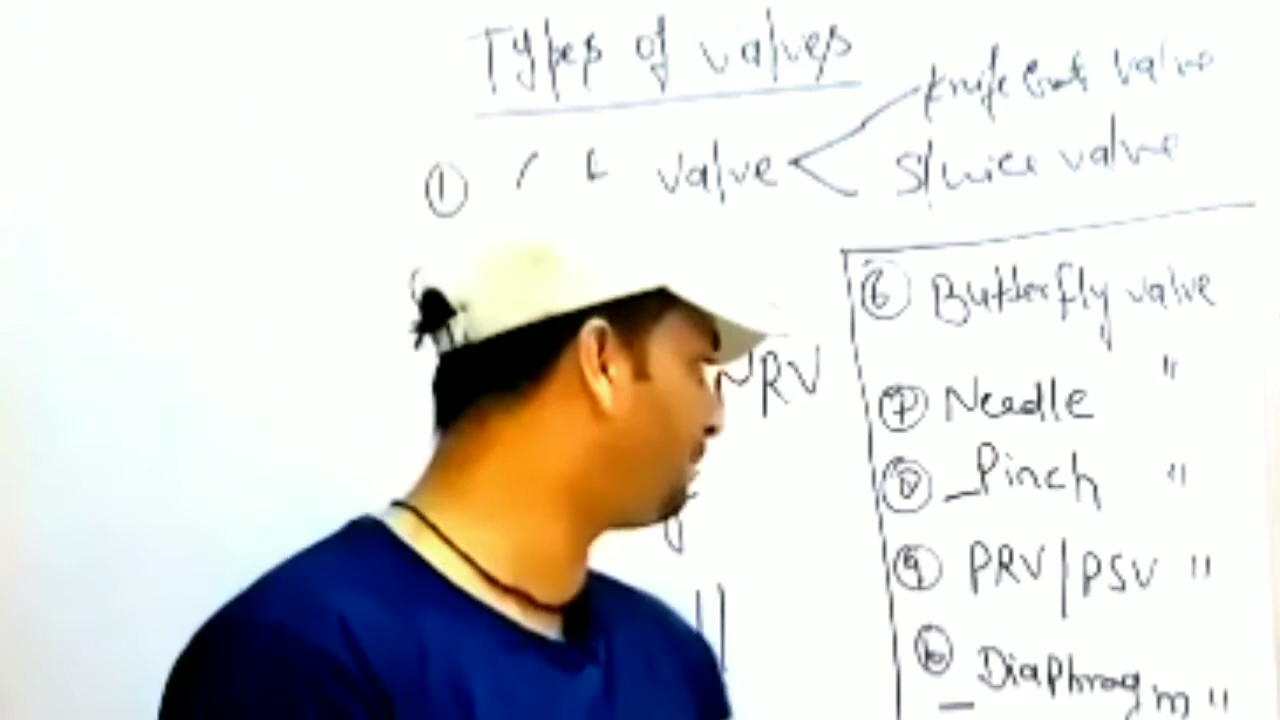 Types of valves
① valve < knife Gate valve
Sluice valve
NRV
⑥ Butterfly valve
⑦ Needle "
⑧ Pinch "
⑨ PRV/PSV "
⑩ Diaphragm "